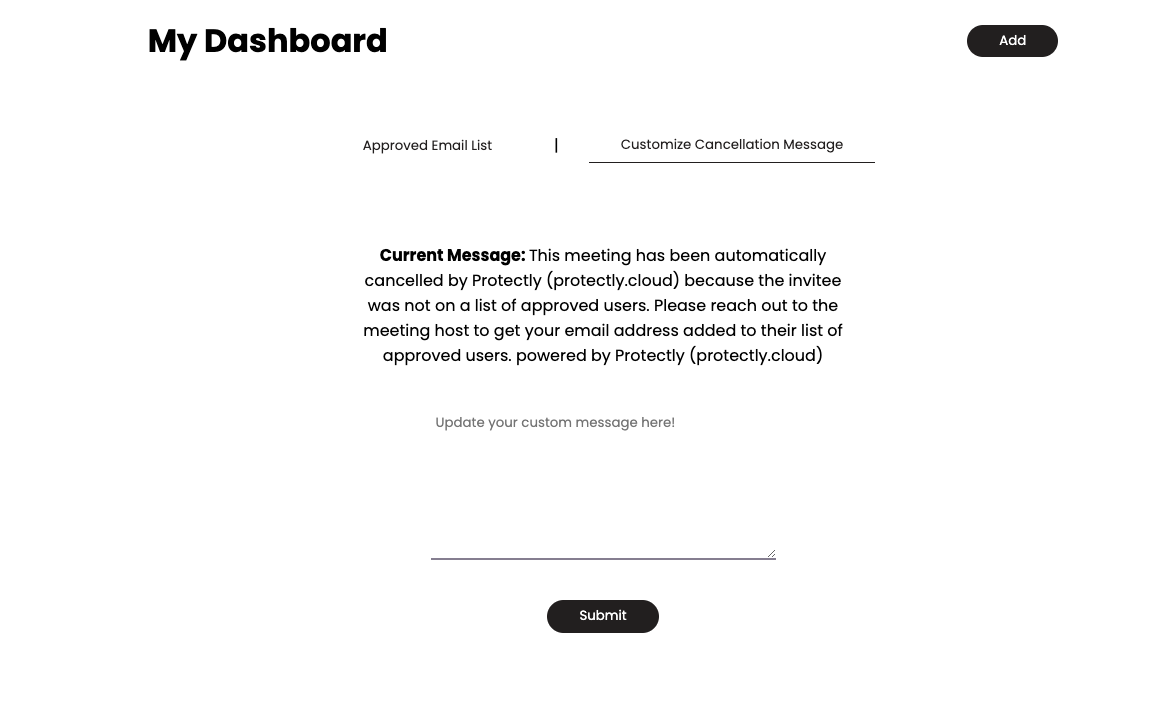 My Dashboard
Add
Approved Email List
|
Customize Cancellation Message
Current Message: This meeting has been automatically
cancelled by Protectly (protectly.cloud) because the invitee
was not on a list of approved users. Please reach out to the
meeting host to get your email address added to their list of
approved users. powered by Protectly (protectly.cloud)
Update your custom message here!
Submit